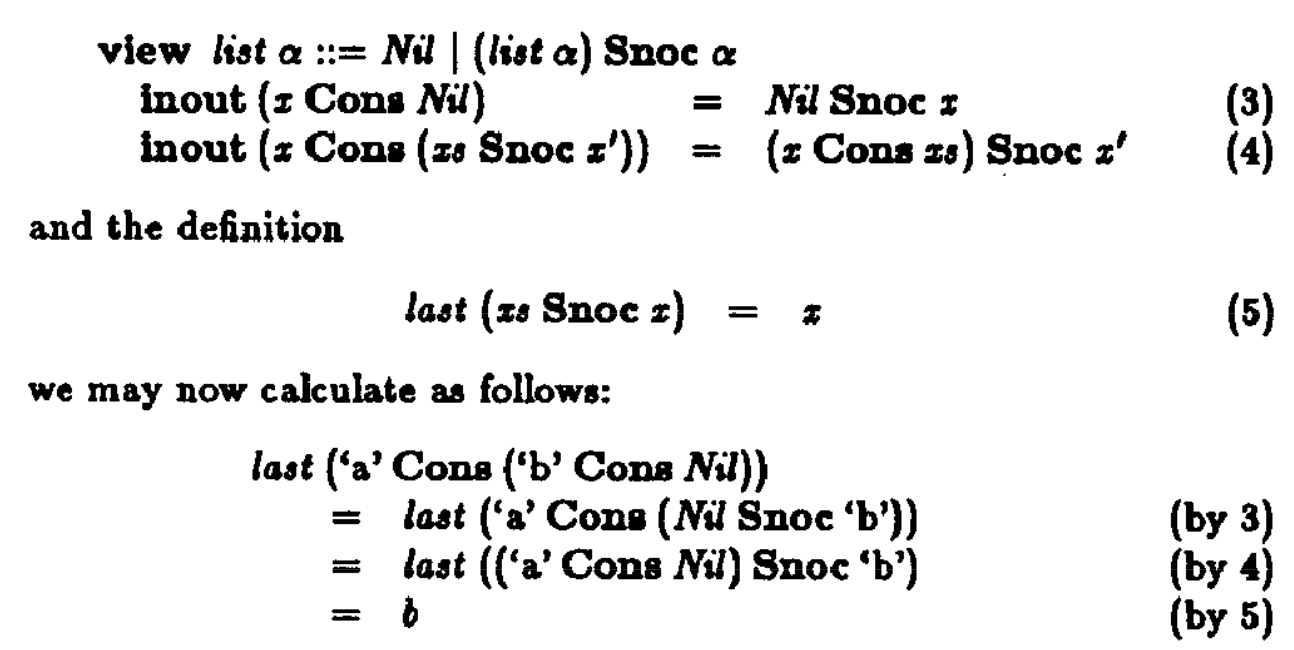 view list α ::= Nil | (list α) Snoc α
inout (x Cons Nil) = Nil Snoc x (3)
inout (x Cons (xs Snoc x')) = (x Cons xs) Snoc x' (4)
and the definition
last (xs Snoc x) = x (5)
we may now calculate as follows:
last (‘a’ Cons (‘b’ Cons Nil))
= last (‘a’ Cons (Nil Snoc ‘b’)) (by 3)
= last ((‘a’ Cons Nil) Snoc ‘b’) (by 4)
= b (by 5)